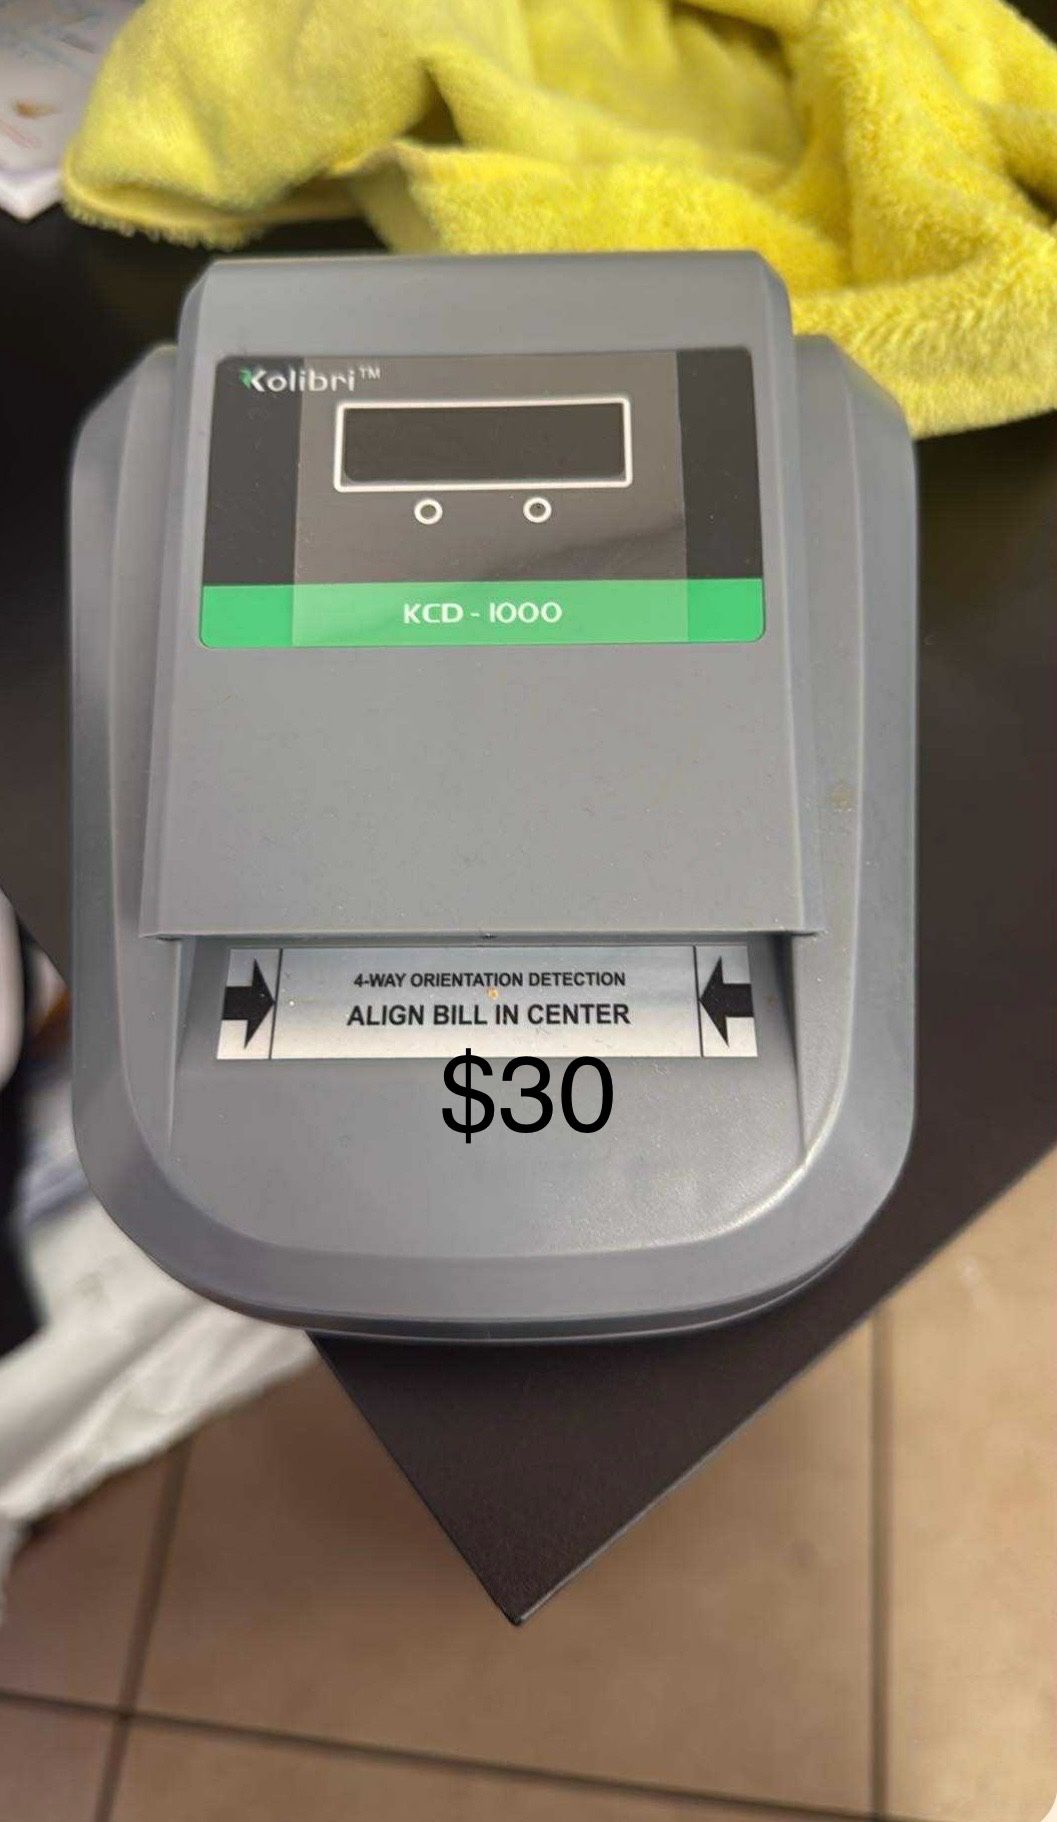 Kolibri™
KCD - 1000
4-WAY ORIENTATION DETECTION
ALIGN BILL IN CENTER
$30